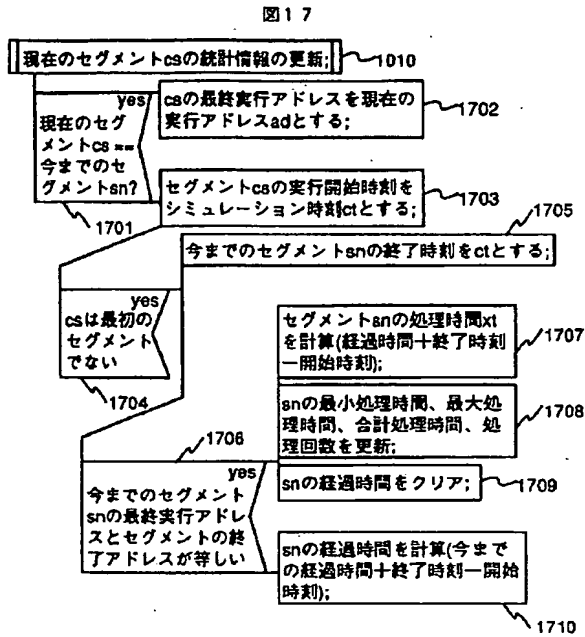 図17
現在のセグメントcsの統計情報の更新;
1010
yes
現在のセグ
メントcs ==
今までのセ
グメントsn?
1701
csの最終実行アドレスを現在の
実行アドレスadとする;
1702
セグメントcsの実行開始時刻を
シミュレーション時刻ctとする;
1703
1705
今までのセグメントsnの終了時刻をctとする;
yes
csは最初の
セグメント
でない
1704
セグメントsnの処理時間xt
を計算(経過時間＋終了時刻
ー開始時刻);
1707
snの最小処理時間、最大処
理時間、合計処理時間、処
理回数を更新;
1708
1706
yes
今までのセグメント
snの最終実行アドレ
スとセグメントの終
了アドレスが等しい
snの経過時間をクリア;
1709
snの経過時間を計算(今まで
の経過時間＋終了時刻ー開始
時刻);
1710